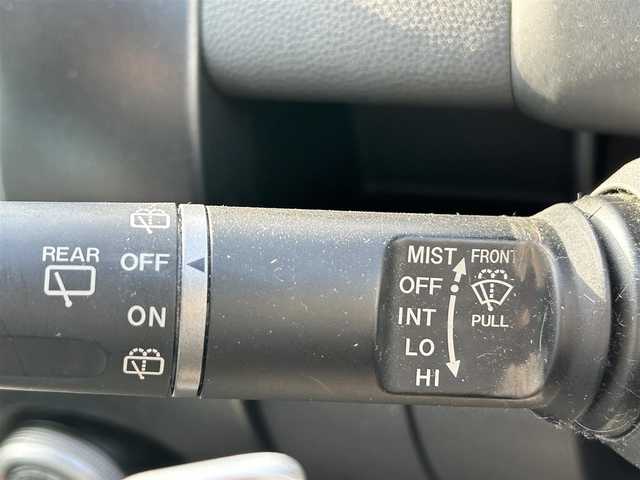 REAR
OFF
ON
MIST FRONT
OFF
INT PULL
LO
HI